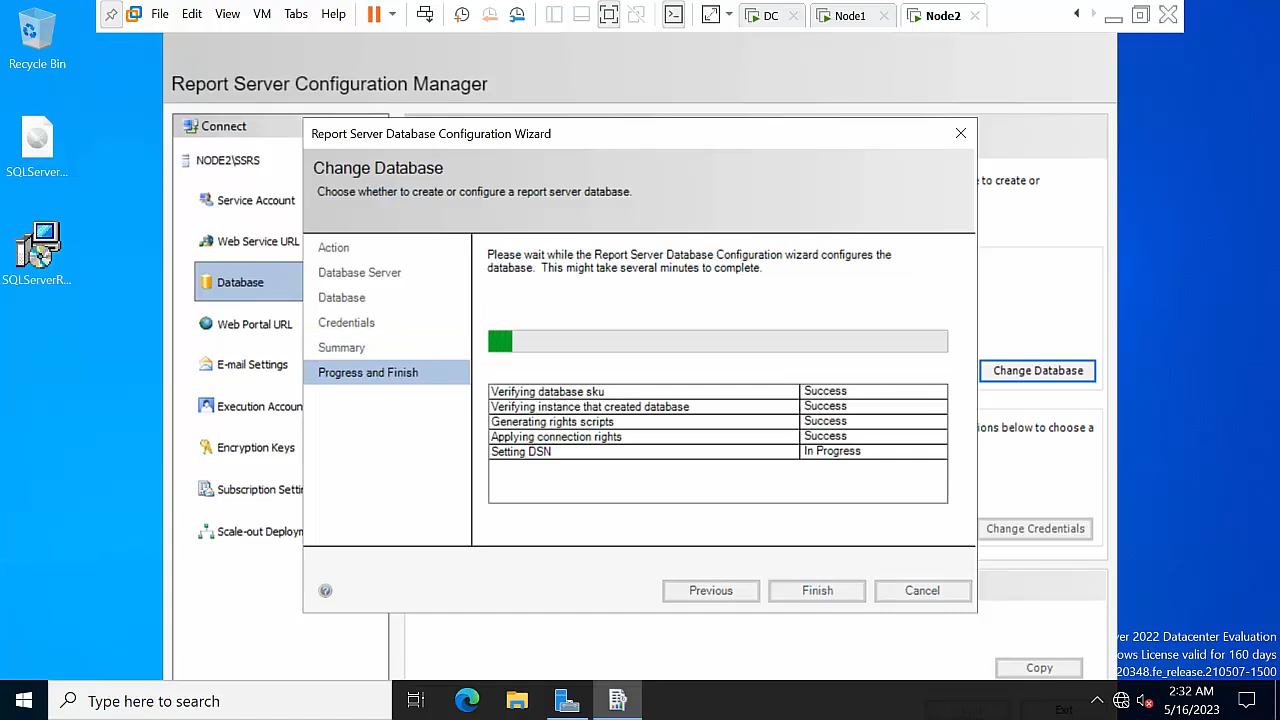 File Edit View VM Tabs Help
DC
Node1
Node2
Recycle Bin
SQLServer...
SQLServerR...
Report Server Configuration Manager
Connect
NODE2\SSRS
Service Account
Web Service URL
Database
Web Portal URL
E-mail Settings
Execution Accoun
Encryption Keys
Subscription Settin
Scale-out Deploym
Report Server Database Configuration Wizard
Change Database
Choose whether to create or configure a report server database.
Action
Database Server
Database
Credentials
Summary
Progress and Finish
Please wait while the Report Server Database Configuration wizard configures the
database. This might take several minutes to complete.
Verifying database sku Success
Verifying instance that created database Success
Generating rights scripts Success
Applying connection rights Success
Setting DSN In Progress
Previous Finish Cancel
e to create or
Change Database
ions below to choose a
Change Credentials
Copy
Exit
ver 2022 Datacenter Evaluation
ows License valid for 160 days
20348.fe_release.210507-1500
Type here to search
2:32 AM
5/16/2023